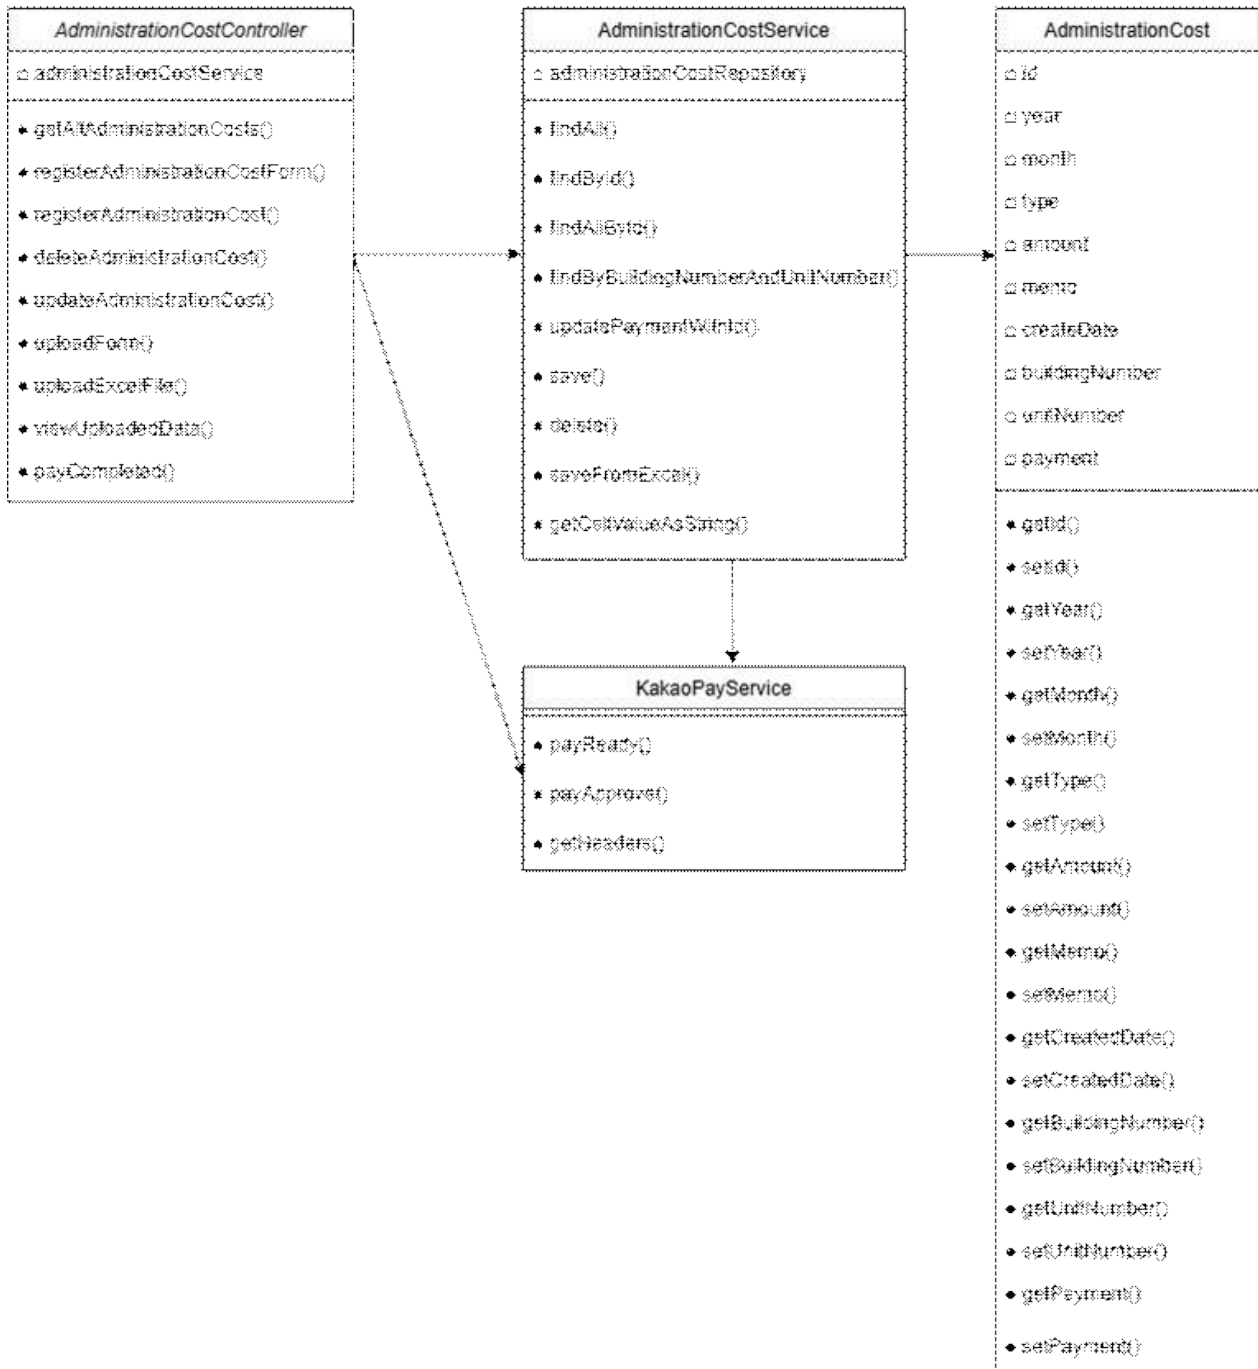 AdministrationCostController
administrationCostService
getAllAdministrationCosts()
registerAdministrationCostForm()
registerAdministrationCost()
deleteAdministrationCost()
updateAdministrationCost()
uploadForm()
uploadExcelFile()
viewUploadedData()
payCompleted()
AdministrationCostService
administrationCostRepository
findAll()
findById()
findAllById()
findByBuildingNumberAndUnitNumber()
updatePaymentWithId()
save()
delete()
saveFromExcel()
getCellValueAsString()
KakaoPayService
payReady()
payApprove()
getHeaders()
AdministrationCost
id
year
month
type
amount
memo
createDate
buildingNumber
unitNumber
payment
getId()
setId()
getYear()
setYear()
getMonth()
setMonth()
getType()
setType()
getAmount()
setAmount()
getMemo()
setMemo()
getCreatedDate()
setCreatedDate()
getBuildingNumber()
setBuildingNumber()
getUnitNumber()
setUnitNumber()
getPayment()
setPayment()